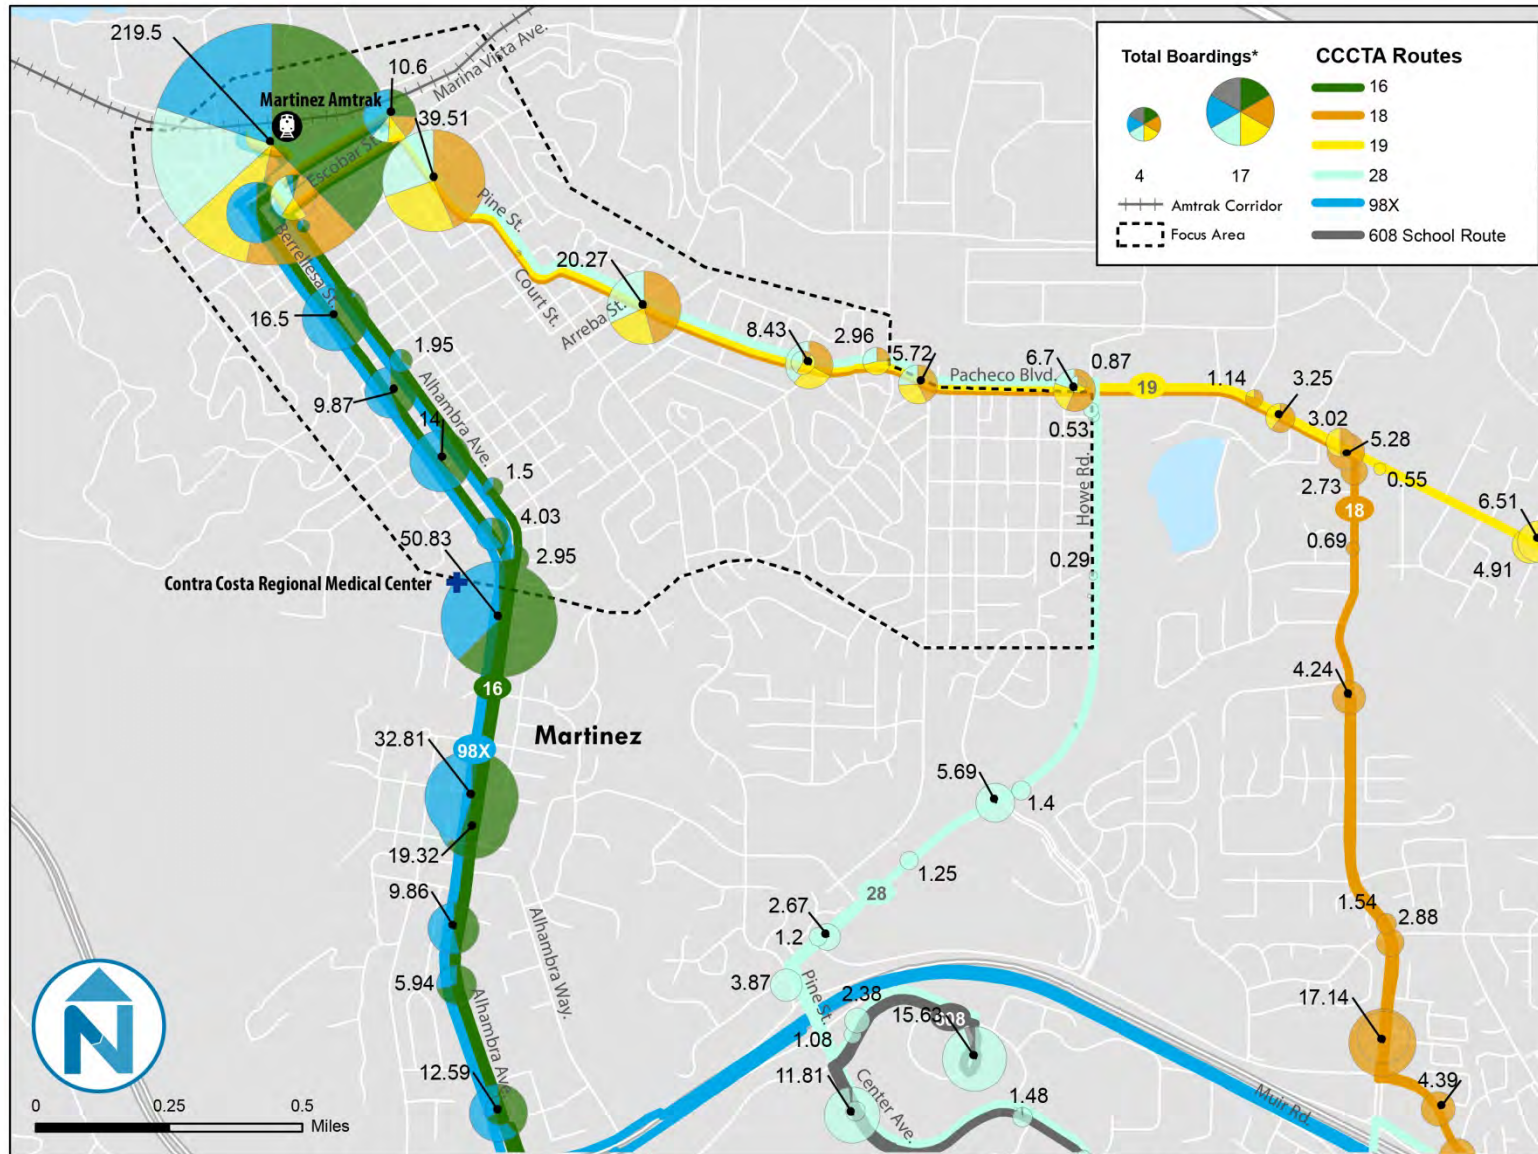 219.5
10.6
Marina Vista Ave.
Martinez Amtrak
39.51
Escobar St.
Pine St.
Berrellesa St.
Court St.
20.27
Arreba St.
16.5
1.95
Alhambra Ave.
9.87
14
8.43
2.96
5.72
Pacheco Blvd.
6.7
0.87
19
1.14
3.25
3.02
5.28
0.53
Howe Rd.
2.73
0.55
18
6.51
0.69
4.91
1.5
4.03
50.83
2.95
0.29
Contra Costa Regional Medical Center
16
98X
Martinez
32.81
19.32
4.24
5.69
1.4
1.25
28
9.86
2.67
1.2
Alhambra Way.
1.54
2.88
5.94
3.87
Pine St.
2.38
15.63
608
1.08
17.14
Alhambra Ave.
12.59
11.81
Center Ave.
1.48
Muir Rd.
4.39
Total Boardings*
4
17
Amtrak Corridor
Focus Area
CCCTA Routes
16
18
19
28
98X
608 School Route
N
0
0.25
0.5
Miles